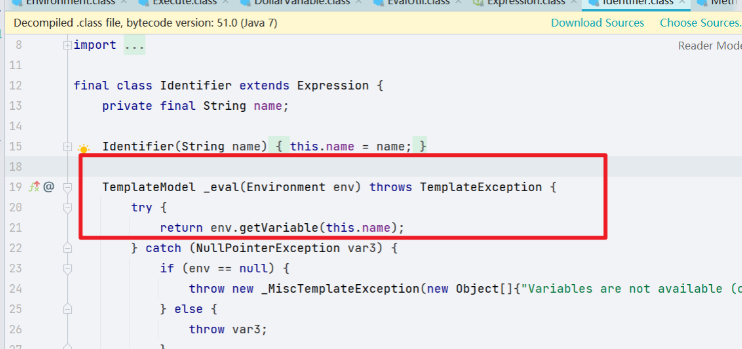 Environment.class Execute.class DollarVariable.class EvalUtil.class Expression.class Identifier.class
Decompiled .class file, bytecode version: 51.0 (Java 7) Download Sources Choose Sources.
8 import ... Reader Mode
11
12 final class Identifier extends Expression {
13 private final String name;
14
15 Identifier(String name) { this.name = name; }
18
19 @ TemplateModel _eval(Environment env) throws TemplateException {
20 try {
21 return env.getVariable(this.name);
22 } catch (NullPointerException var3) {
23 if (env == null) {
24 throw new _MiscTemplateException(new Object[]{"Variables are not available (
25 } else {
26 throw var3;
27 }